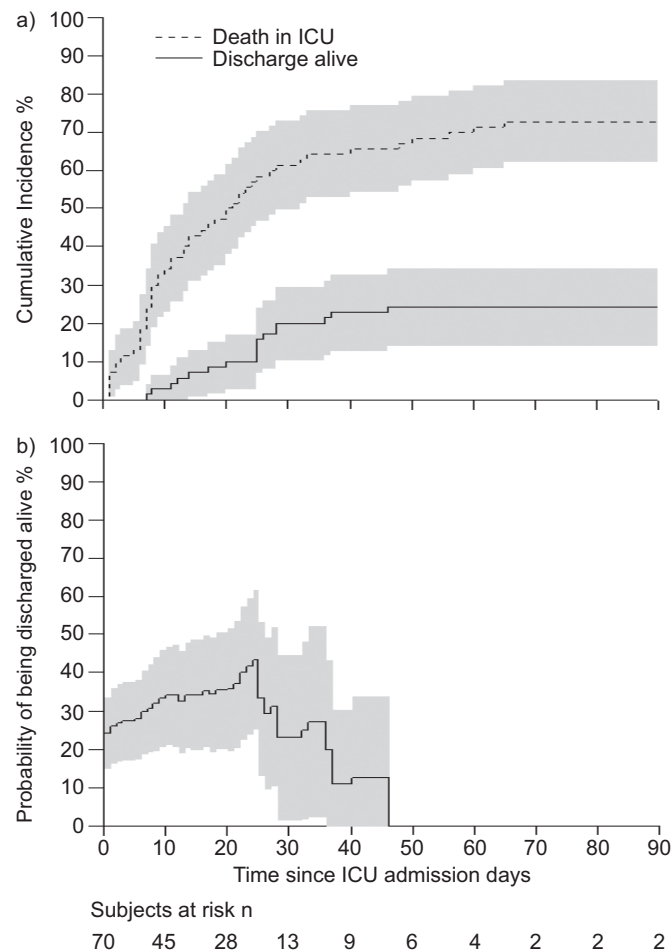 a)
100
90
80
70
60
50
40
30
20
10
0
Cumulative Incidence %
Death in ICU
Discharge alive
b)
100
90
80
70
60
50
40
30
20
10
0
Probability of being discharged alive %
0 10 20 30 40 50 60 70 80 90
Time since ICU admission days
Subjects at risk n
70 45 28 13 9 6 4 2 2 2